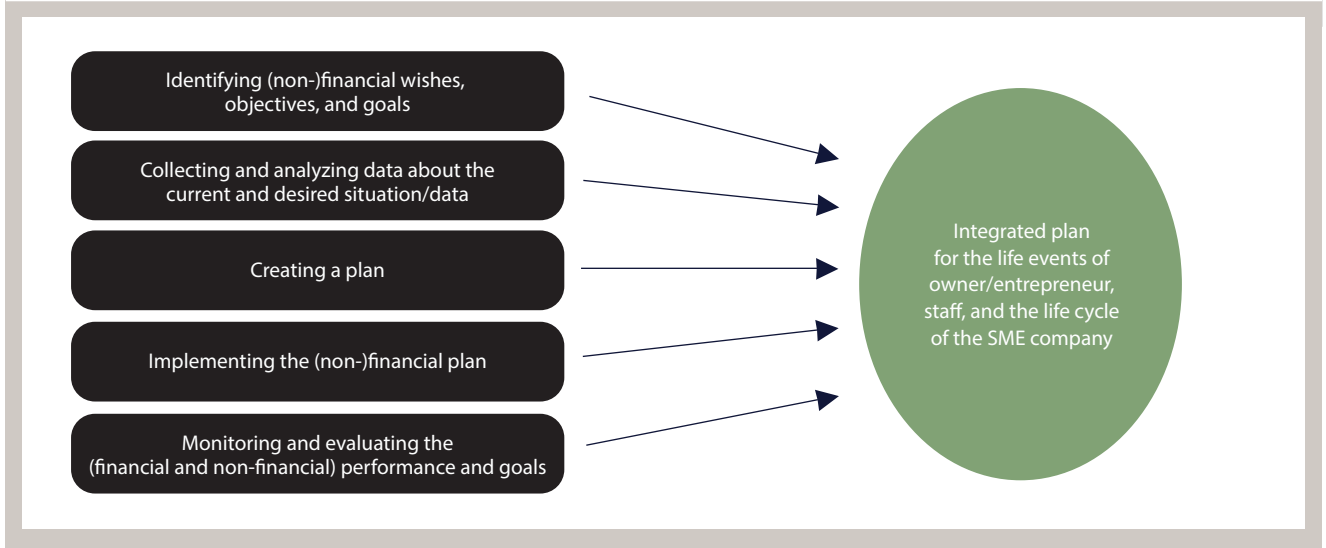 Identifying (non-)financial wishes,
objectives, and goals
Collecting and analyzing data about the
current and desired situation/data
Creating a plan
Implementing the (non-)financial plan
Monitoring and evaluating the
(financial and non-financial) performance and goals
Integrated plan
for the life events of
owner/entrepreneur,
staff, and the life cycle
of the SME company